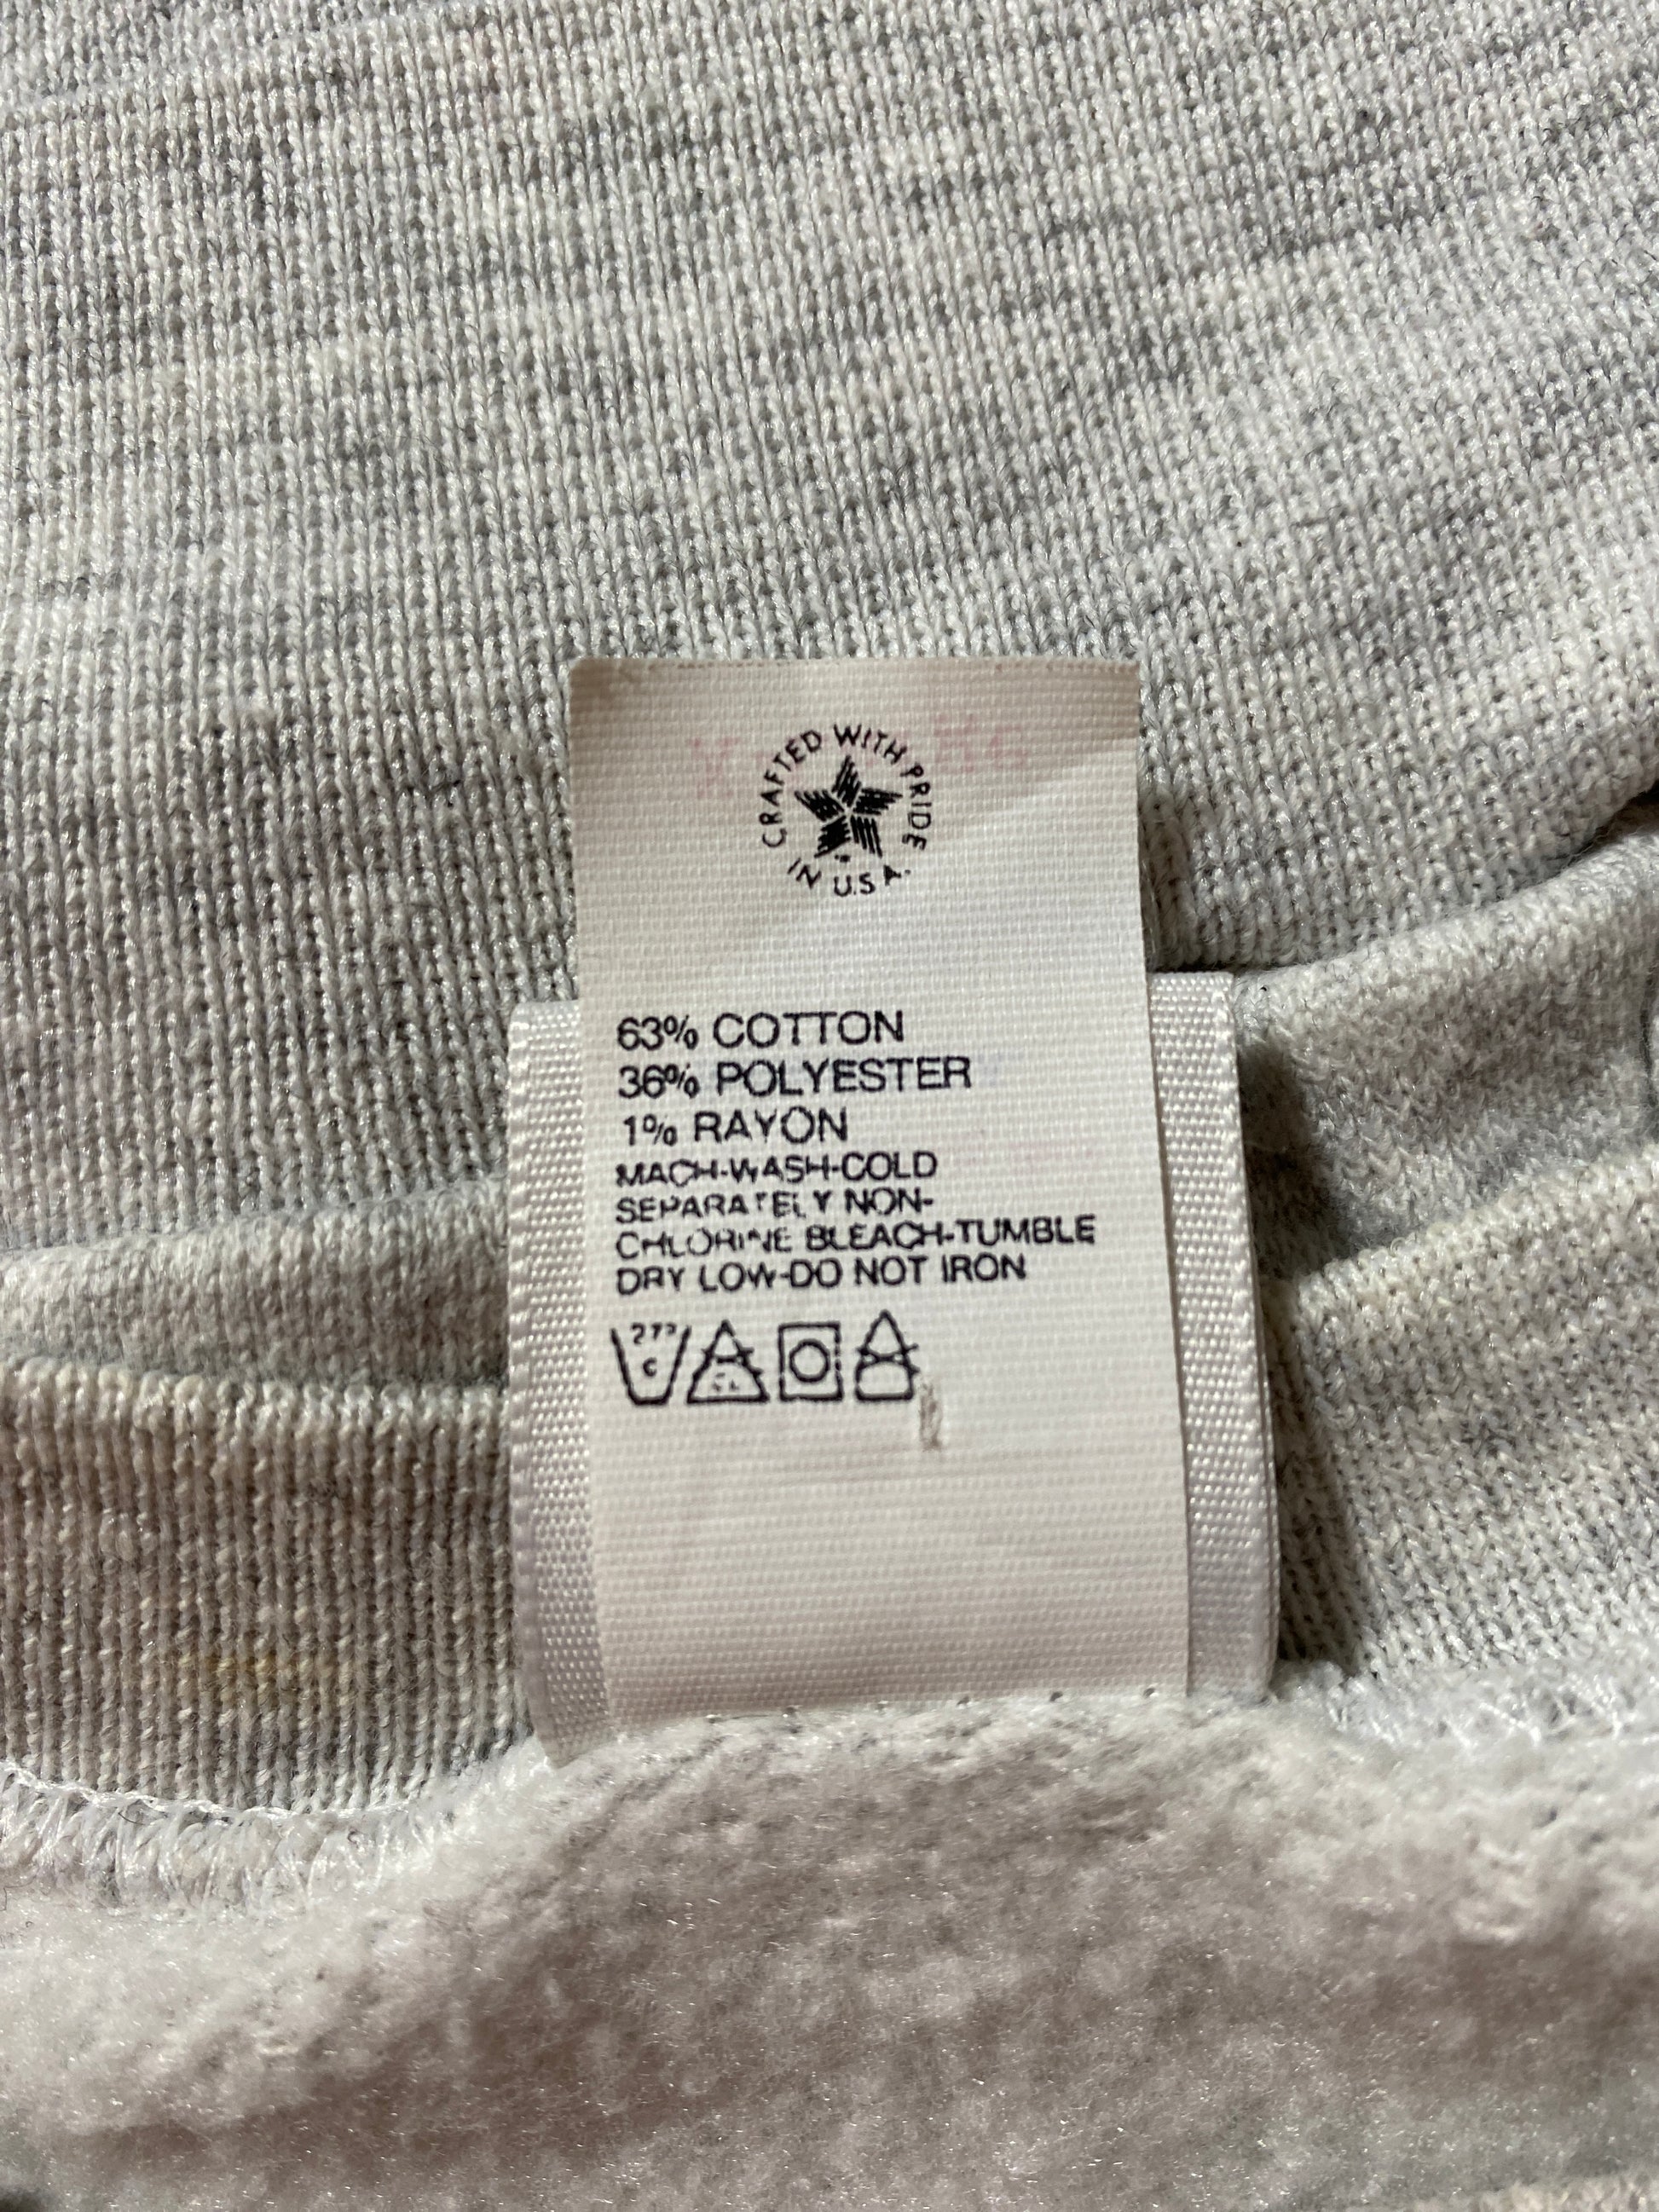 CRAFTED WITH PRIDE
IN U.S.A.
63% COTTON
36% POLYESTER
1% RAYON
MACH-WASH-COLD
SEPARATELY NON-
CHLORINE BLEACH-TUMBLE
DRY LOW-DO NOT IRON
C
CL